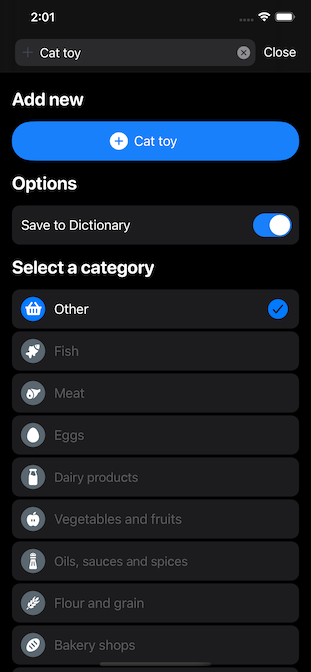 2:01
Cat toy
Close
Add new
Cat toy
Options
Save to Dictionary
Select a category
Other
Fish
Meat
Eggs
Dairy products
Vegetables and fruits
Oils, sauces and spices
Flour and grain
Bakery shops